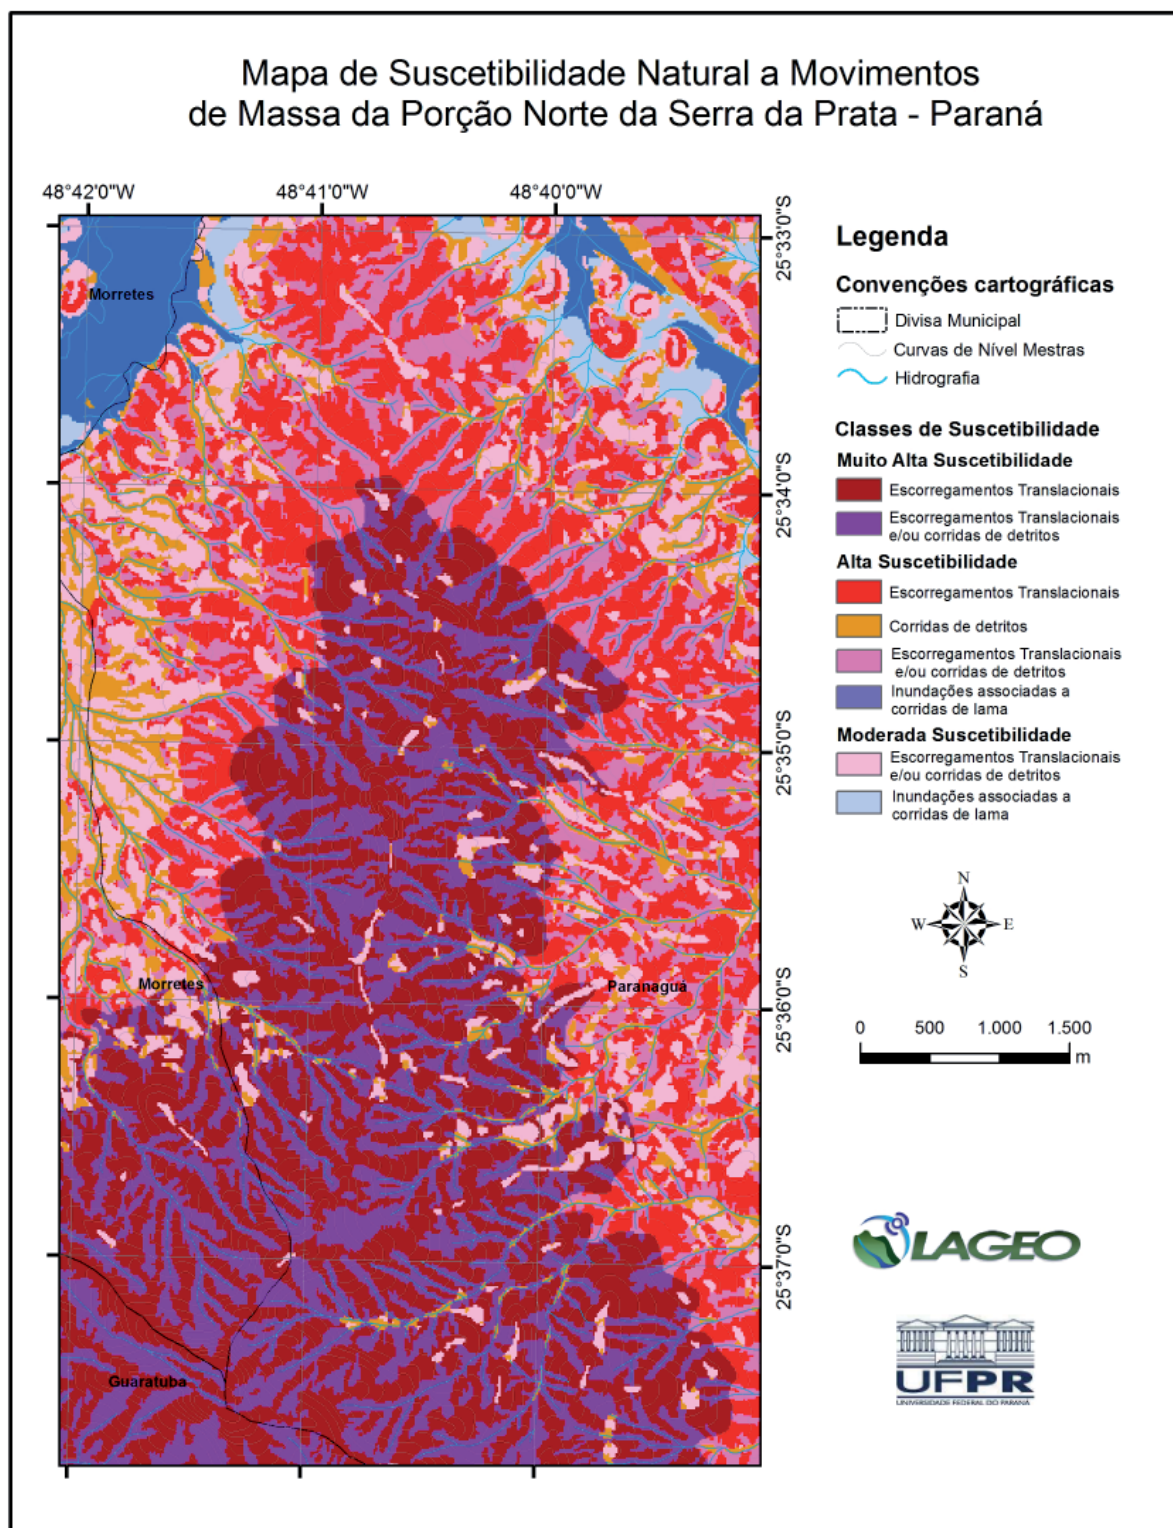 Mapa de Suscetibilidade Natural a Movimentos
de Massa da Porção Norte da Serra da Prata - Paraná
48°42'0"W
48°41'0"W
48°40'0"W
25°33'0"S
25°34'0"S
25°35'0"S
25°36'0"S
25°37'0"S
Morretes
Morretes
Paranaguá
Guaratuba
Legenda
Convenções cartográficas
Divisa Municipal
Curvas de Nível Mestras
Hidrografia
Classes de Suscetibilidade
Muito Alta Suscetibilidade
Escorregamentos Translacionais
Escorregamentos Translacionais
e/ou corridas de detritos
Alta Suscetibilidade
Escorregamentos Translacionais
Corridas de detritos
Escorregamentos Translacionais
e/ou corridas de detritos
Inundações associadas a
corridas de lama
Moderada Suscetibilidade
Escorregamentos Translacionais
e/ou corridas de detritos
Inundações associadas a
corridas de lama
N
W
E
S
0 500 1.000 1.500
m
LAGEO
UFPR
UNIVERSIDADE FEDERAL DO PARANÁ